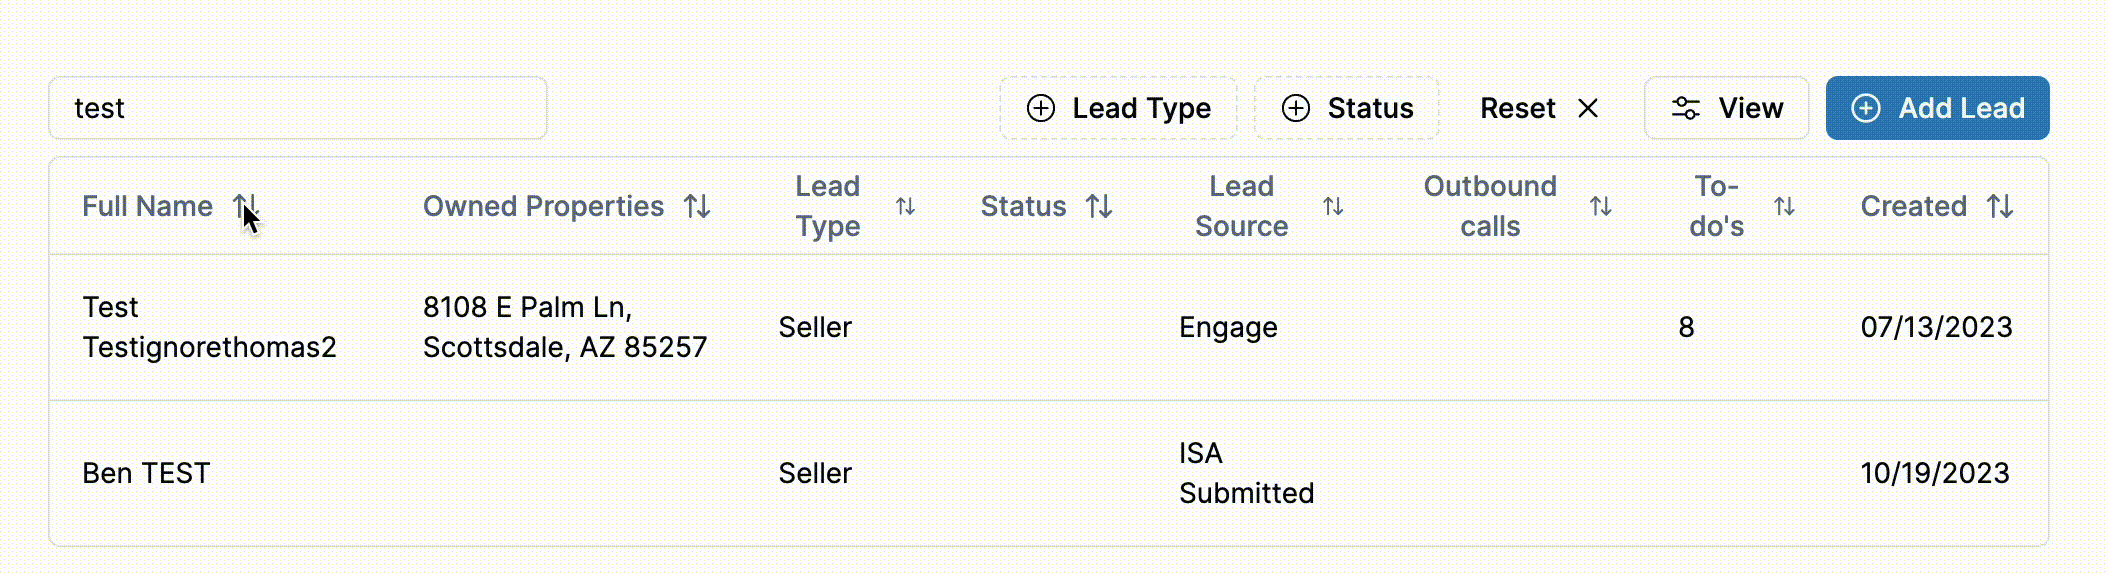 test
Lead Type
Status
Reset
View
Add Lead
Full Name
Owned Properties
Lead
Type
Status
Lead
Source
Outbound
calls
To-
do's
Created
Test
Testignorethomas2
8108 E Palm Ln,
Scottsdale, AZ 85257
Seller
Engage
8
07/13/2023
Ben TEST
Seller
ISA
Submitted
10/19/2023